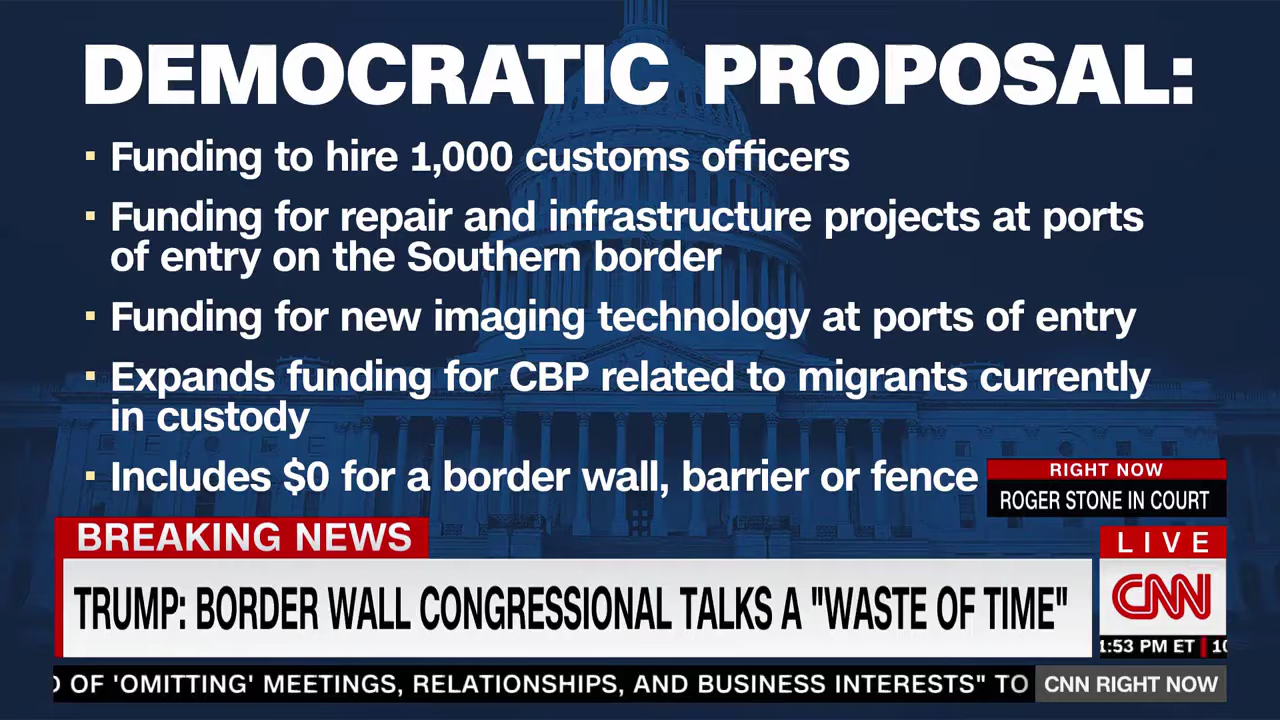 DEMOCRATIC PROPOSAL:
▪ Funding to hire 1,000 customs officers
▪ Funding for repair and infrastructure projects at ports
of entry on the Southern border
▪ Funding for new imaging technology at ports of entry
▪ Expands funding for CBP related to migrants currently
in custody
▪ Includes $0 for a border wall, barrier or fence
RIGHT NOW
ROGER STONE IN COURT
BREAKING NEWS
LIVE
TRUMP: BORDER WALL CONGRESSIONAL TALKS A "WASTE OF TIME"
CNN
1:53 PM ET
OF 'OMITTING' MEETINGS, RELATIONSHIPS, AND BUSINESS INTERESTS" TO
CNN RIGHT NOW